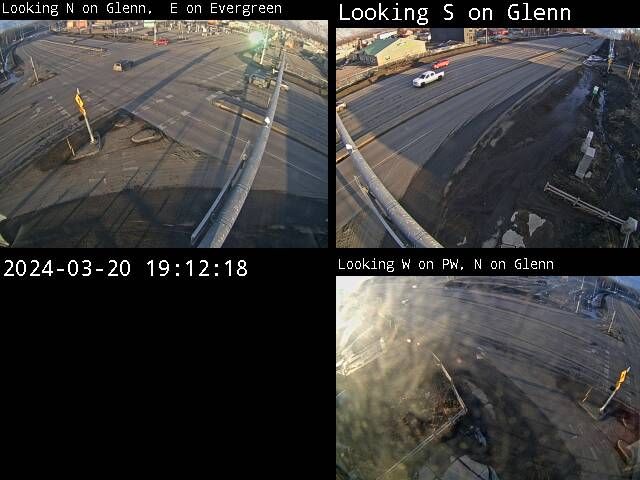 Looking N on Glenn,  E on Evergreen
Looking S on Glenn
2024-03-20 19:12:18
Looking W on PW, N on Glenn